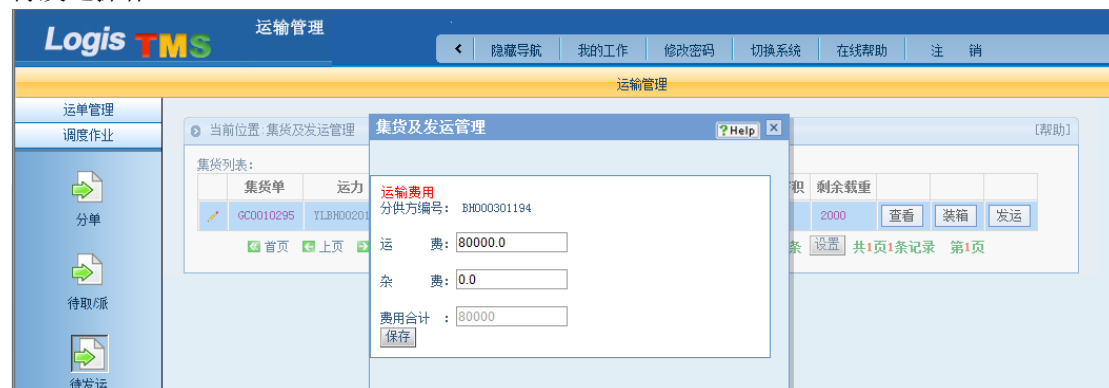 Logis TMS
运输管理
隐藏导航 我的工作 修改密码 切换系统 在线帮助 注 销
运输管理
运单管理
调度作业
分单
待取/派
待发运
当前位置:集货及发运管理
[帮助]
集货列表:
集货单 运力 积 剩余载重
GC0010295 YLBH00201 2000 查看 装箱 发运
首页 上页 条 设置 共1页1条记录 第1页
集货及发运管理
?Help X
运输费用
分供方编号: BH000301194
运 费: 80000.0
杂 费: 0.0
费用合计 : 80000
保存